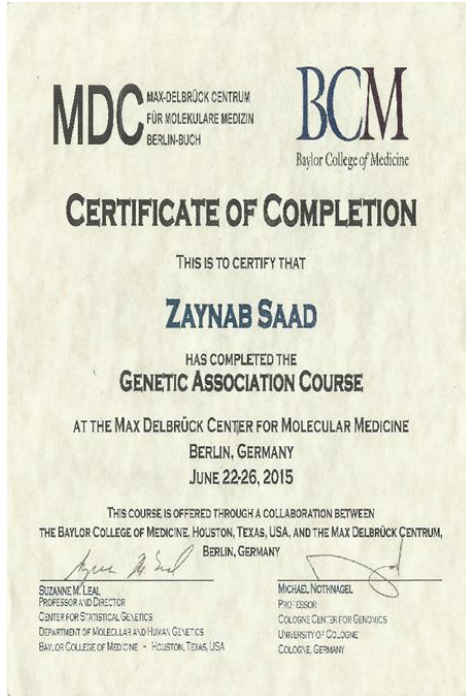 MDC
MAX-DELBRÜCK CENTRUM
FÜR MOLEKULARE MEDIZIN
BERLIN-BUCH
BCM
Baylor College of Medicine
CERTIFICATE OF COMPLETION
THIS IS TO CERTIFY THAT
ZAYNAB SAAD
HAS COMPLETED THE
GENETIC ASSOCIATION COURSE
AT THE MAX DELBRÜCK CENTER FOR MOLECULAR MEDICINE
BERLIN, GERMANY
JUNE 22-26, 2015
THIS COURSE IS OFFERED THROUGH A COLLABORATION BETWEEN
THE BAYLOR COLLEGE OF MEDICINE, HOUSTON, TEXAS, USA, AND THE MAX DELBRÜCK CENTRUM,
BERLIN, GERMANY
SUZANNE M. LEAL
PROFESSOR AND DIRECTOR
CENTER FOR STATISTICAL GENETICS
DEPARTMENT OF MOLECULAR AND HUMAN GENETICS
BAYLOR COLLEGE OF MEDICINE - HOUSTON, TEXAS, USA
MICHAEL NOTHNAGEL
PROFESSOR
COLOGNE CENTER FOR GENOMICS
UNIVERSITY OF COLOGNE
COLOGNE, GERMANY